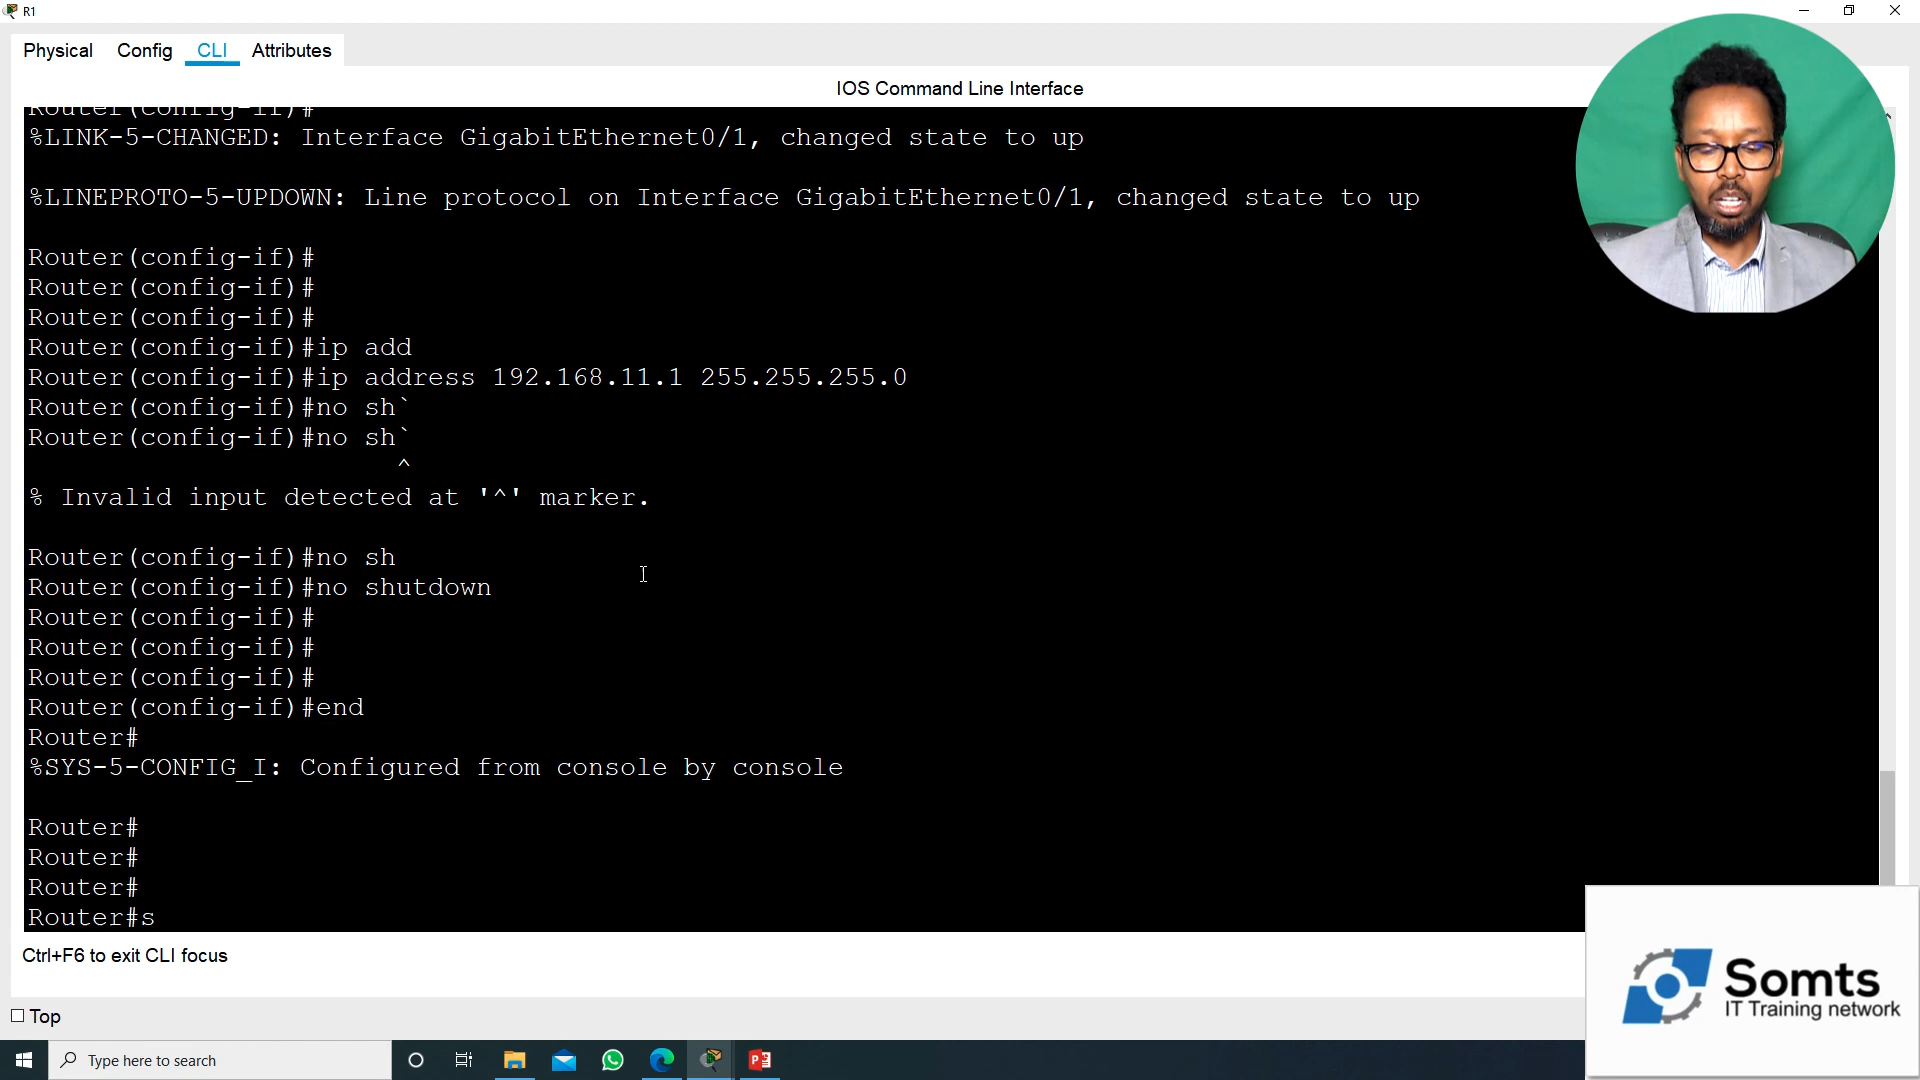 R1
Physical Config CLI Attributes
IOS Command Line Interface
Router(config-if)#
%LINK-5-CHANGED: Interface GigabitEthernet0/1, changed state to up
%LINEPROTO-5-UPDOWN: Line protocol on Interface GigabitEthernet0/1, changed state to up
Router(config-if)#
Router(config-if)#
Router(config-if)#
Router(config-if)#ip add
Router(config-if)#ip address 192.168.11.1 255.255.255.0
Router(config-if)#no sh`
Router(config-if)#no sh`
^
% Invalid input detected at '^' marker.
Router(config-if)#no sh
Router(config-if)#no shutdown
Router(config-if)#
Router(config-if)#
Router(config-if)#
Router(config-if)#end
Router#
%SYS-5-CONFIG_I: Configured from console by console
Router#
Router#
Router#
Router#s
Ctrl+F6 to exit CLI focus
Top
Somts
IT Training network
Type here to search